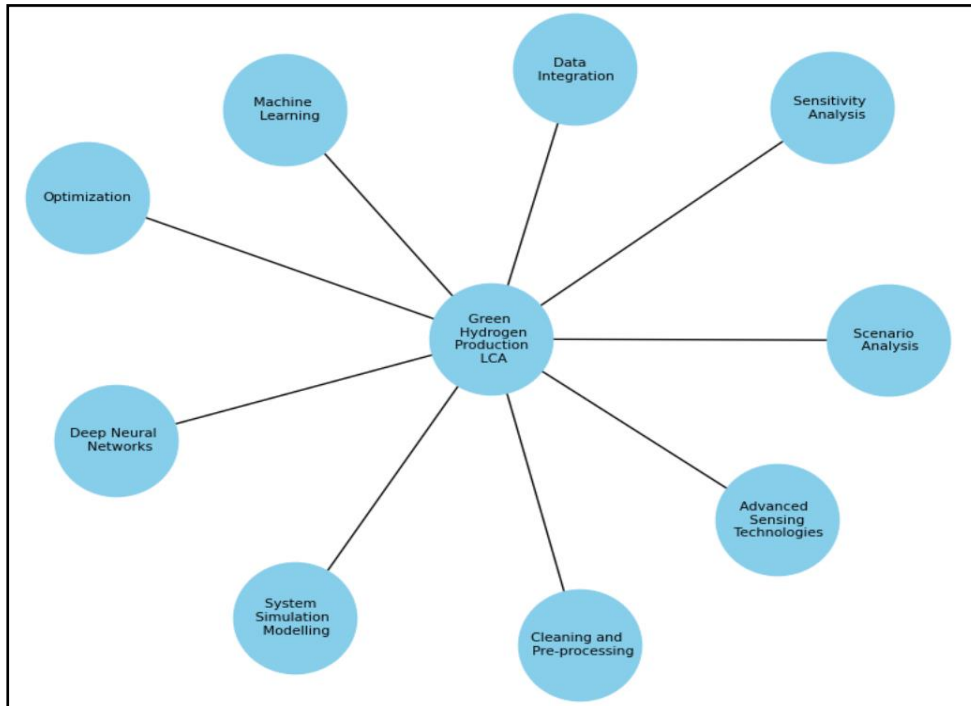 Data
Integration
Machine
Learning
Sensitivity
Analysis
Optimization
Green
Hydrogen
Production
LCA
Scenario
Analysis
Deep Neural
Networks
Advanced
Sensing
Technologies
System
Simulation
Modelling
Cleaning and
Pre-processing